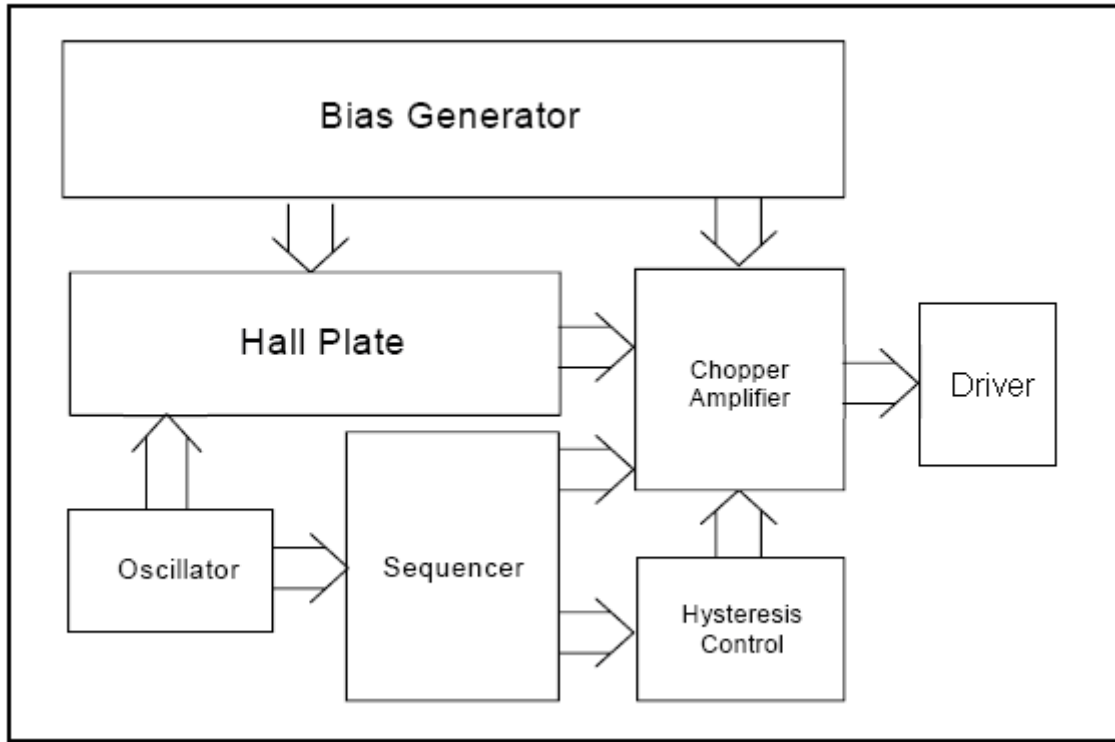 Bias Generator
Hall Plate
Chopper
Amplifier
Driver
Oscillator
Sequencer
Hysteresis
Control